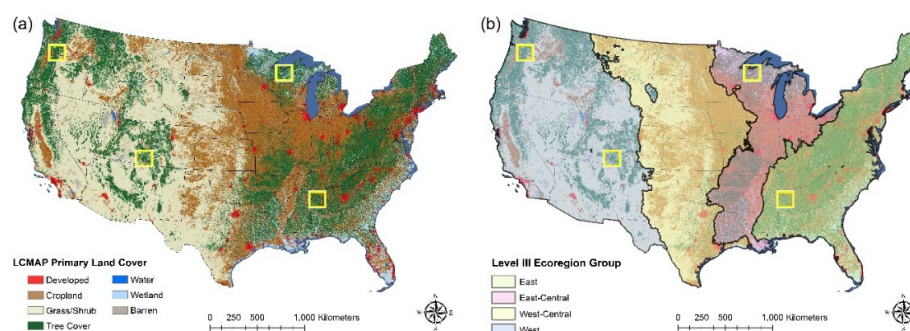 (a)
(b)
LCMAP Primary Land Cover
Developed
Water
Cropland
Wetland
Grass/Shrub
Barren
Tree Cover
0 250 500 1,000 Kilometers
N
W E
S
Level III Ecoregion Group
East
East-Central
West-Central
West
0 250 500 1,000 Kilometers
N
W E
S